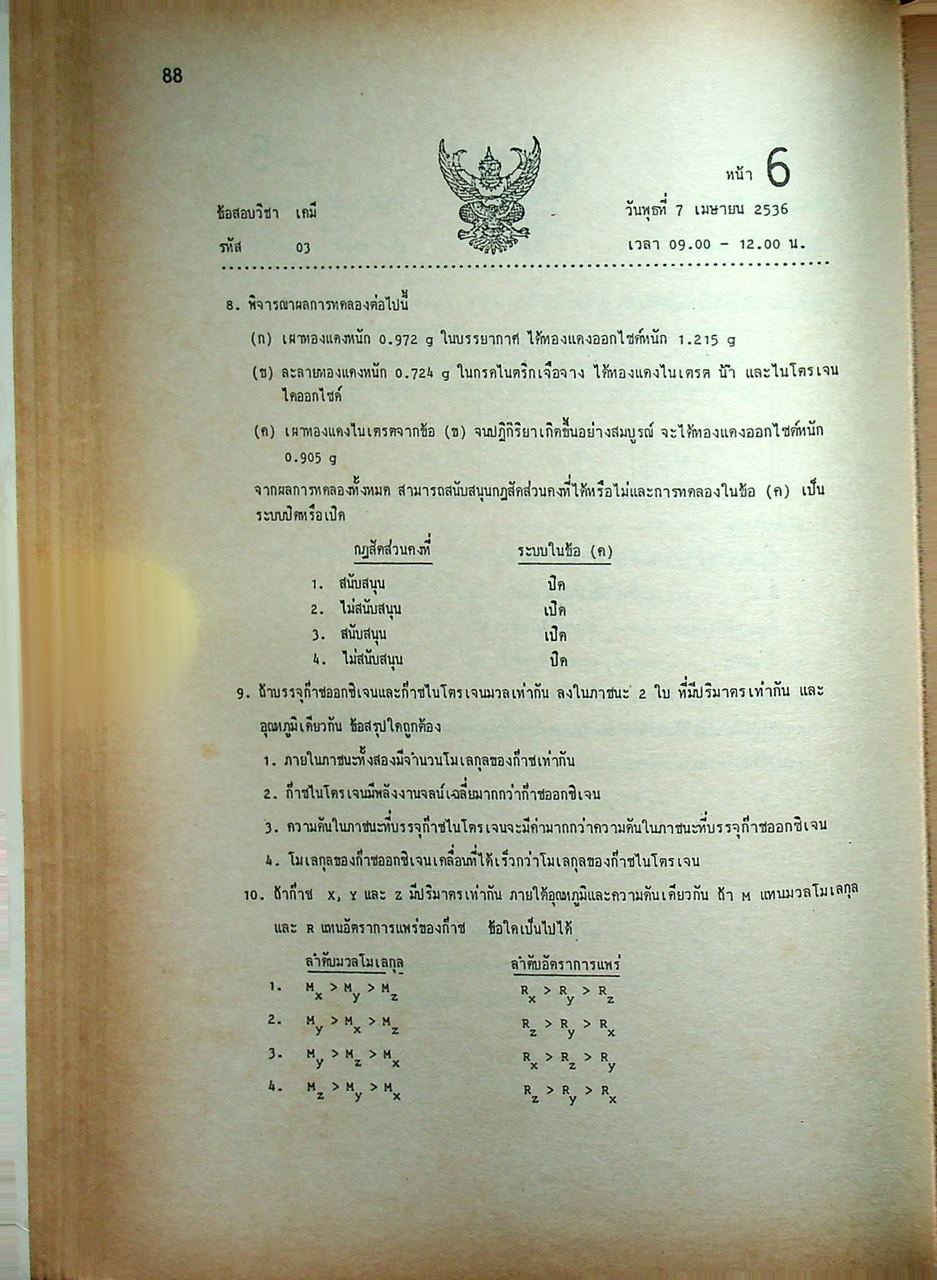 88
หน้า 6
ข้อสอบวิชา เคมี
วันพุธที่ 7 เมษายน 2536
รหัส 03
เวลา 09.00 - 12.00 น.
8. พิจารณาผลการทดลองต่อไปนี้
(ก) เผาทองแดงหนัก 0.972 g ในบรรยากาศ ได้ทองแดงออกไซด์หนัก 1.215 g
(ข) ละลายทองแดงหนัก 0.724 g ในกรดไนตริกเจือจาง ได้ทองแดงไนเตรต น้ำ และไนโตรเจน
ไดออกไซด์
(ค) เผาทองแดงไนเตรตจากข้อ (ข) จนปฏิกิริยาเกิดขึ้นอย่างสมบูรณ์ จะได้ทองแดงออกไซด์หนัก
0.905 g
จากผลการทดลองทั้งหมด สามารถสนับสนุนกฎสัดส่วนคงที่ได้หรือไม่และการทดลองในข้อ (ค) เป็น
ระบบปิดหรือเปิด
กฎสัดส่วนคงที่ ระบบในข้อ (ค)
1. สนับสนุน ปิด
2. ไม่สนับสนุน เปิด
3. สนับสนุน เปิด
4. ไม่สนับสนุน ปิด
9. ถ้าบรรจุก๊าซออกซิเจนและก๊าซไนโตรเจนมวลเท่ากัน ลงในภาชนะ 2 ใบ ที่มีปริมาตรเท่ากัน และ
อุณหภูมิเดียวกัน ข้อสรุปใดถูกต้อง
1. ภายในภาชนะทั้งสองมีจำนวนโมเลกุลของก๊าซเท่ากัน
2. ก๊าซไนโตรเจนมีพลังงานจลน์เฉลี่ยมากกว่าก๊าซออกซิเจน
3. ความดันในภาชนะที่บรรจุก๊าซไนโตรเจนจะมีค่ามากกว่าความดันในภาชนะที่บรรจุก๊าซออกซิเจน
4. โมเลกุลของก๊าซออกซิเจนเคลื่อนที่ได้เร็วกว่าโมเลกุลของก๊าซไนโตรเจน
10. ถ้าก๊าซ X, Y และ Z มีปริมาตรเท่ากัน ภายใต้อุณหภูมิและความดันเดียวกัน ถ้า M แทนมวลโมเลกุล
และ R แทนอัตราการแพร่ของก๊าซ ข้อใดเป็นไปได้
ลำดับมวลโมเลกุล ลำดับอัตราการแพร่
1. Mx > My > Mz Rx > Ry > Rz
2. My > Mx > Mz Rz > Ry > Rx
3. My > Mz > Mx Rx > Rz > Ry
4. Mz > My > Mx Rz > Ry > Rx